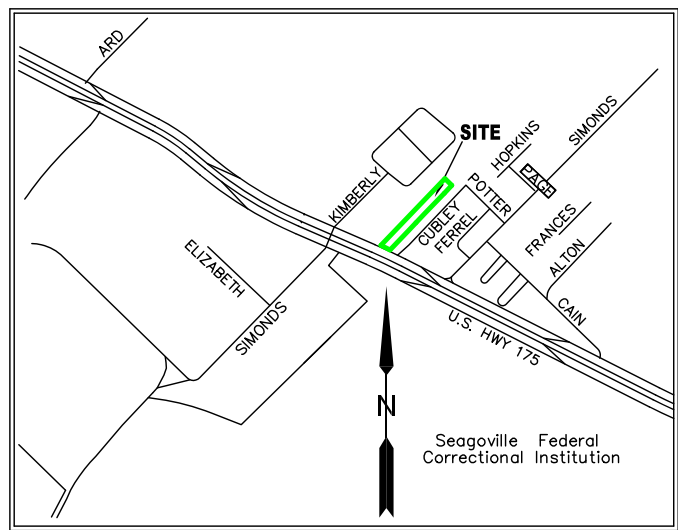 ARD
SITE
HOPKINS
SIMONDS
PAGE
KIMBERLY
POTTER
CUBLEY
FERREL
FRANCES
ALTON
ELIZABETH
SIMONDS
CAIN
U.S. HWY 175
N
Seagoville Federal
Correctional Institution